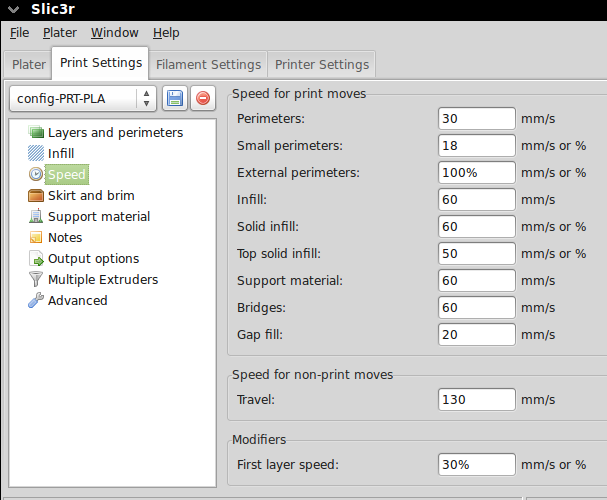 Slic3r
File Plater Window Help
Plater Print Settings Filament Settings Printer Settings
config-PRT-PLA
Layers and perimeters
Infill
Speed
Skirt and brim
Support material
Notes
Output options
Multiple Extruders
Advanced
Speed for print moves
Perimeters: 30 mm/s
Small perimeters: 18 mm/s or %
External perimeters: 100% mm/s or %
Infill: 60 mm/s
Solid infill: 60 mm/s or %
Top solid infill: 50 mm/s or %
Support material: 60 mm/s
Bridges: 60 mm/s
Gap fill: 20 mm/s
Speed for non-print moves
Travel: 130 mm/s
Modifiers
First layer speed: 30% mm/s or %